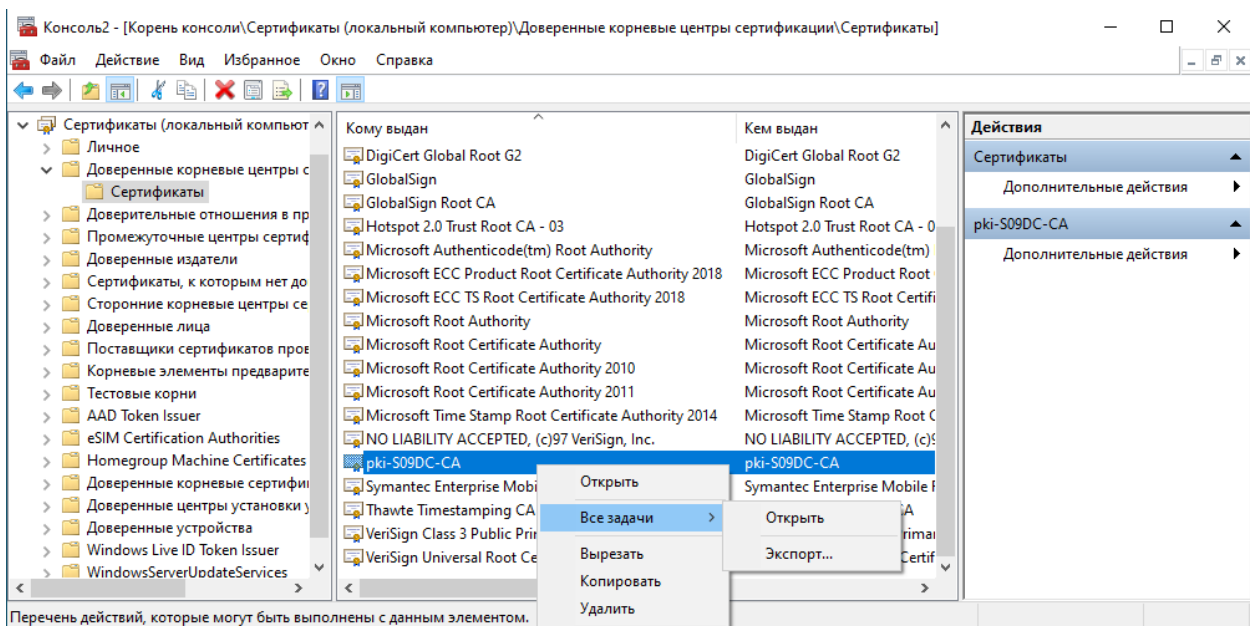 Консоль2 - [Корень консоли\Сертификаты (локальный компьютер)\Доверенные корневые центры сертификации\Сертификаты]
Файл Действие Вид Избранное Окно Справка
Сертификаты (локальный компьют
Личное
Доверенные корневые центры с
Сертификаты
Доверительные отношения в пр
Промежуточные центры сертиф
Доверенные издатели
Сертификаты, к которым нет до
Сторонние корневые центры се
Доверенные лица
Поставщики сертификатов пров
Корневые элементы предварите
Тестовые корни
AAD Token Issuer
eSIM Certification Authorities
Homegroup Machine Certificates
Доверенные корневые сертифи
Доверенные центры установки у
Доверенные устройства
Windows Live ID Token Issuer
WindowsServerUpdateServices
Кому выдан Кем выдан
DigiCert Global Root G2 DigiCert Global Root G2
GlobalSign GlobalSign
GlobalSign Root CA GlobalSign Root CA
Hotspot 2.0 Trust Root CA - 03 Hotspot 2.0 Trust Root CA - 0
Microsoft Authenticode(tm) Root Authority Microsoft Authenticode(tm)
Microsoft ECC Product Root Certificate Authority 2018 Microsoft ECC Product Root
Microsoft ECC TS Root Certificate Authority 2018 Microsoft ECC TS Root Certifi
Microsoft Root Authority Microsoft Root Authority
Microsoft Root Certificate Authority Microsoft Root Certificate Au
Microsoft Root Certificate Authority 2010 Microsoft Root Certificate Au
Microsoft Root Certificate Authority 2011 Microsoft Root Certificate Au
Microsoft Time Stamp Root Certificate Authority 2014 Microsoft Time Stamp Root C
NO LIABILITY ACCEPTED, (c)97 VeriSign, Inc. NO LIABILITY ACCEPTED, (c)9
pki-S09DC-CA pki-S09DC-CA
Symantec Enterprise Mobi Symantec Enterprise Mobile F
Thawte Timestamping CA
VeriSign Class 3 Public Prir rimar
VeriSign Universal Root Ce Certif
Открыть
Все задачи
Вырезать
Копировать
Удалить
Открыть
Экспорт...
Действия
Сертификаты
Дополнительные действия
pki-S09DC-CA
Дополнительные действия
Перечень действий, которые могут быть выполнены с данным элементом.